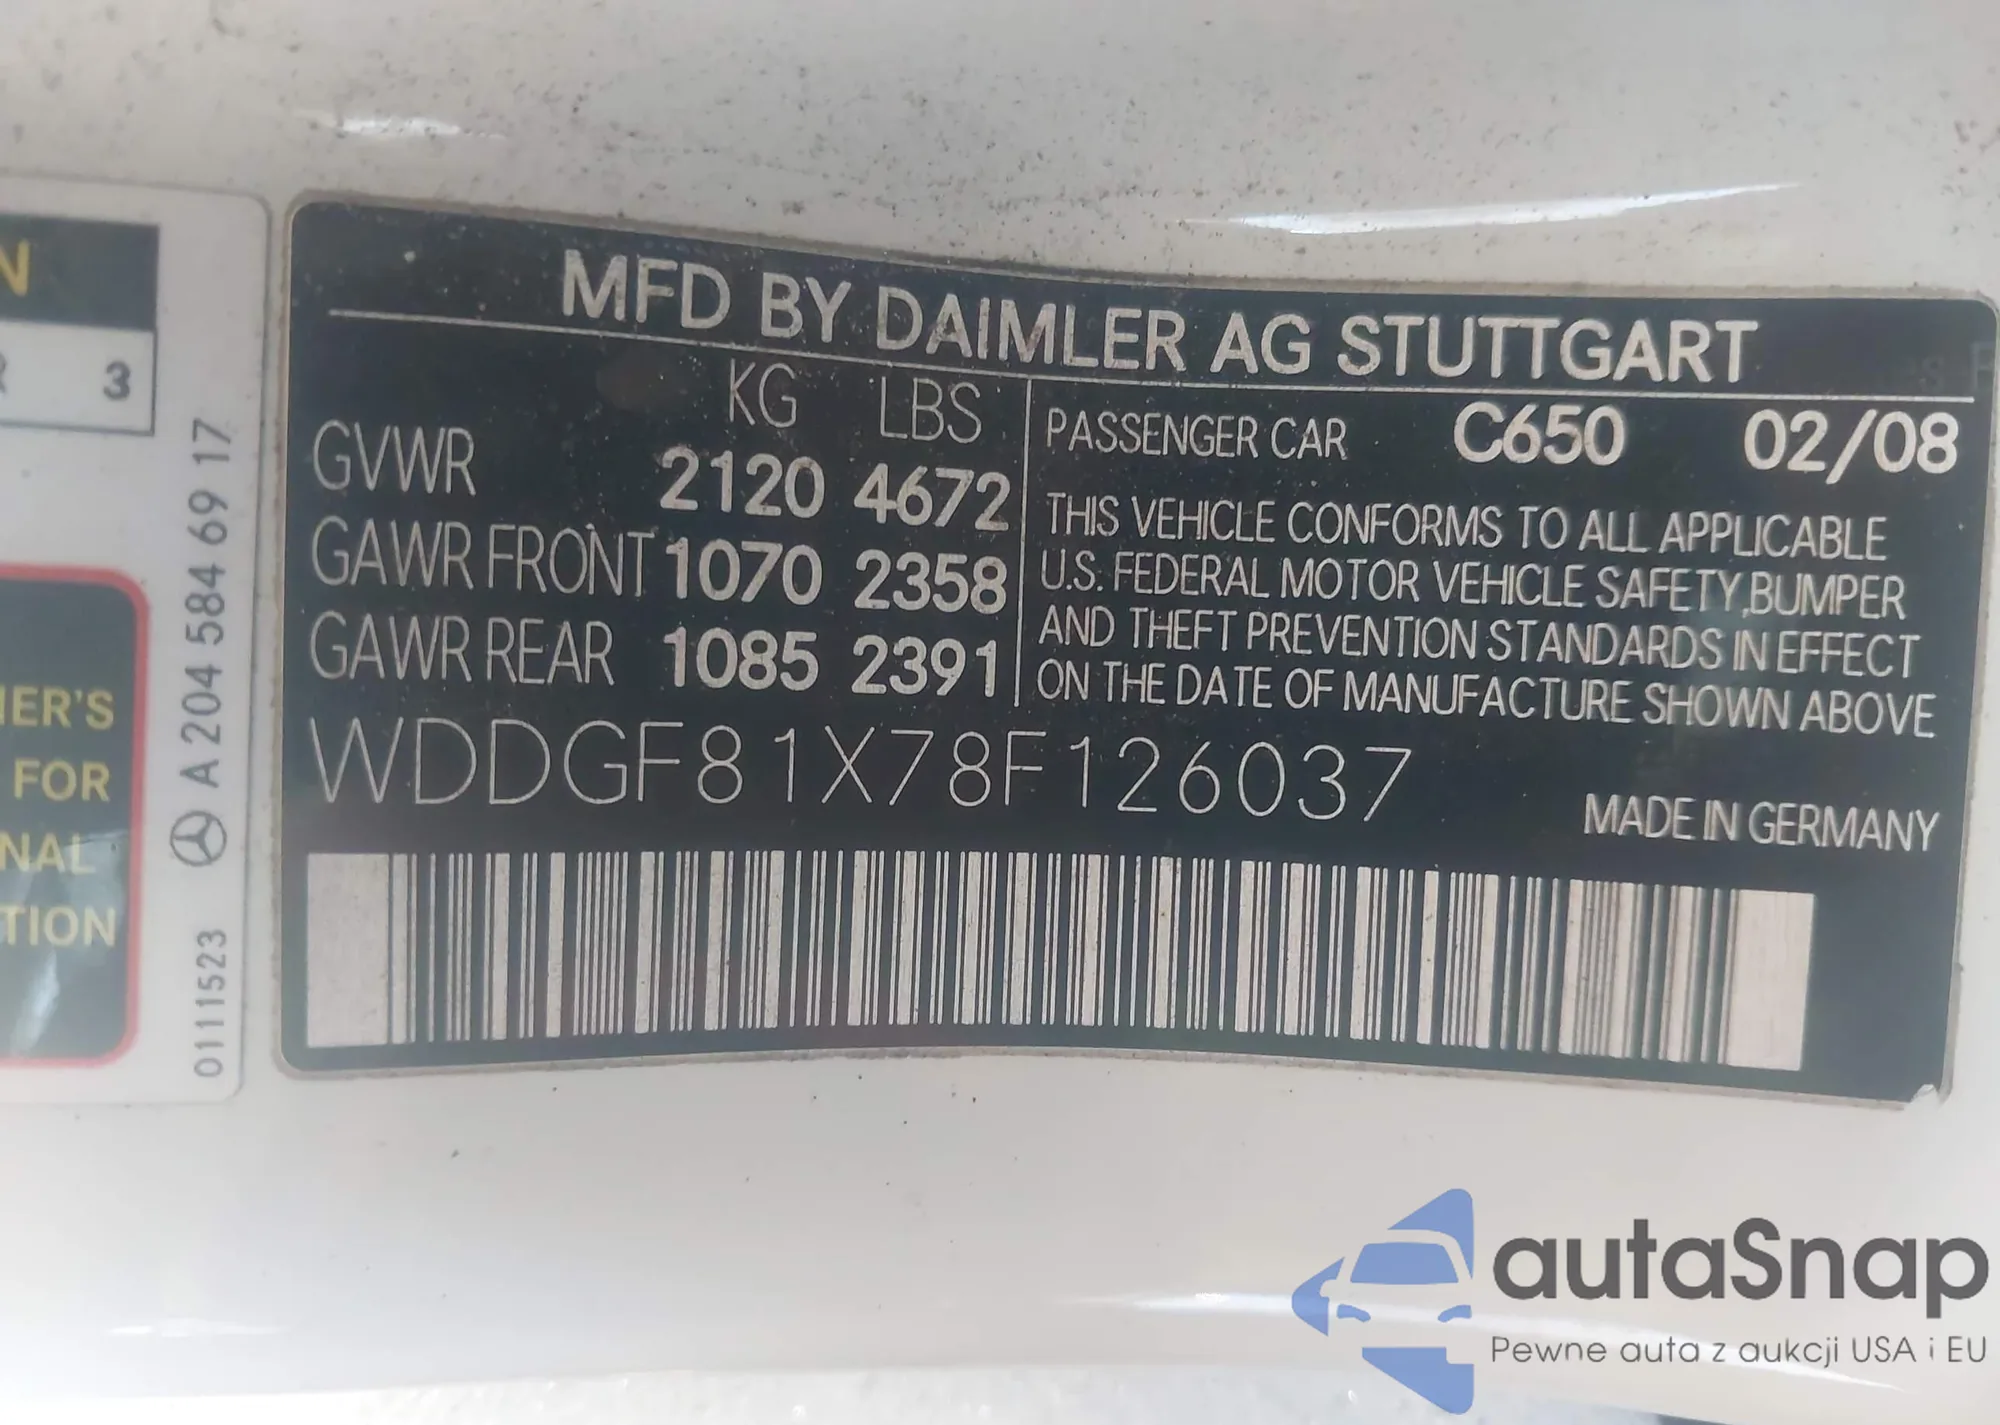 N
3
IER'S
FOR
NAL
TION
A 204 584 69 17
0111523
MFD BY DAIMLER AG STUTTGART
KG LBS
GVWR 2120 4672
GAWR FRONT 1070 2358
GAWR REAR 1085 2391
PASSENGER CAR C650 02/08
THIS VEHICLE CONFORMS TO ALL APPLICABLE
U.S. FEDERAL MOTOR VEHICLE SAFETY,BUMPER
AND THEFT PREVENTION STANDARDS IN EFFECT
ON THE DATE OF MANUFACTURE SHOWN ABOVE
WDDGF81X78F126037
MADE IN GERMANY
autaSnap
Pewne auta z aukcji USA i EU